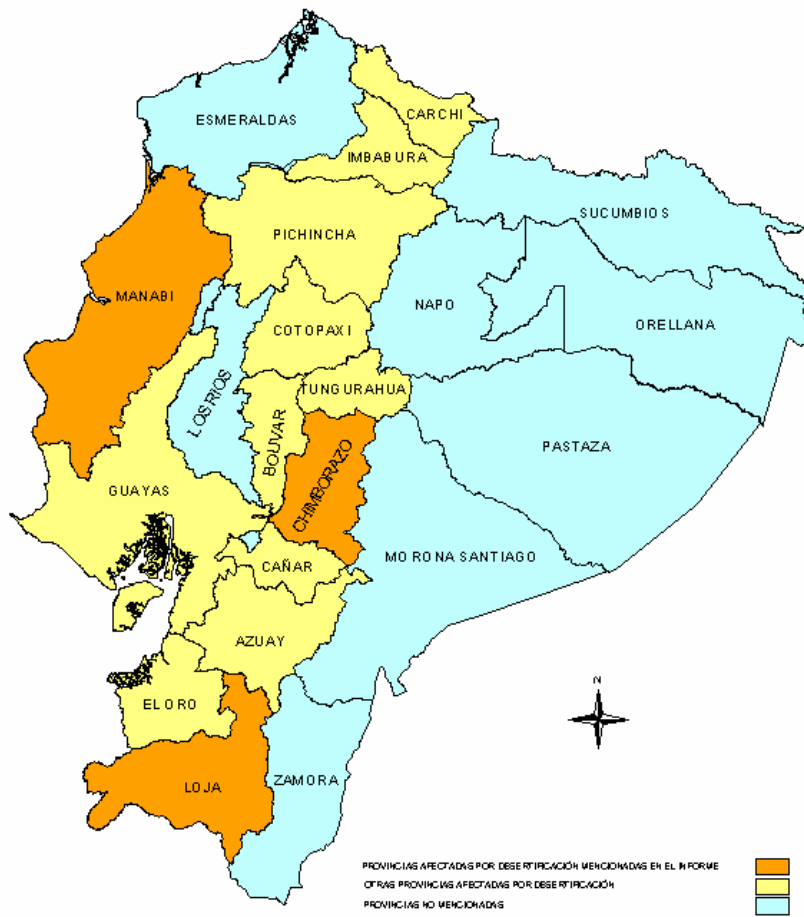 CARCHI
ESMERALDAS
IMBABURA
SUCUMBIOS
PICHINCHA
MANABI
NAPO
ORELLANA
COTOPAXI
LOS RIOS
TUNGURAHUA
BOLIVAR
PASTAZA
GUAYAS
CHIMBORAZO
MORONA SANTIAGO
CAÑAR
AZUAY
N
EL ORO
ZAMORA
LOJA
PROVINCIAS AFECTADAS POR DESERTIFICACIÓN MENCIONADAS EN EL INFORME
OTRAS PROVINCIAS AFECTADAS POR DESERTIFICACIÓN
PROVINCIAS NO MENCIONADAS